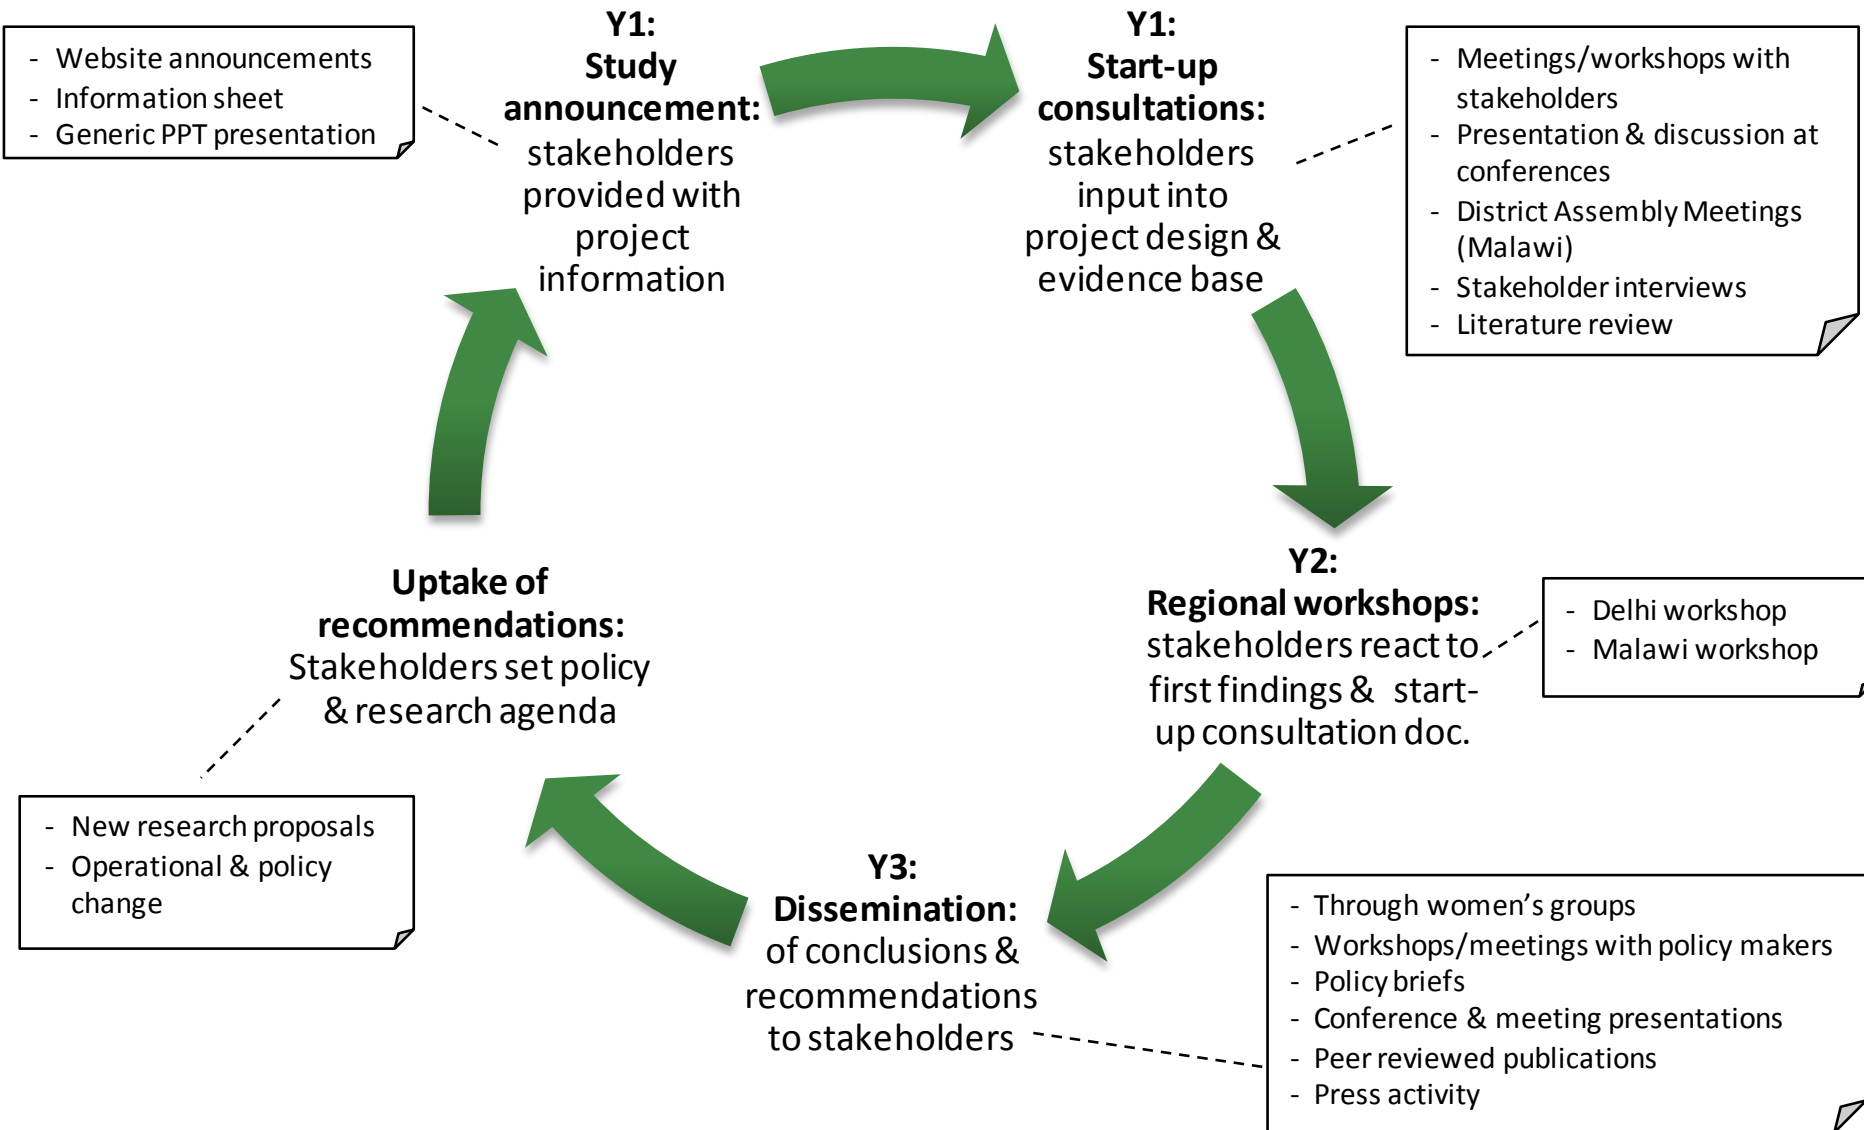 - Website announcements
- Information sheet
- Generic PPT presentation
Y1:
Study
announcement:
stakeholders
provided with
project
information
Y1:
Start-up
consultations:
stakeholders
input into
project design &
evidence base
- Meetings/workshops with
stakeholders
- Presentation & discussion at
conferences
- District Assembly Meetings
(Malawi)
- Stakeholder interviews
- Literature review
Y2:
Regional workshops:
stakeholders react to
first findings & start-
up consultation doc.
- Delhi workshop
- Malawi workshop
Y3:
Dissemination:
of conclusions &
recommendations
to stakeholders
- Through women’s groups
- Workshops/meetings with policy makers
- Policy briefs
- Conference & meeting presentations
- Peer reviewed publications
- Press activity
Uptake of
recommendations:
Stakeholders set policy
& research agenda
- New research proposals
- Operational & policy
change